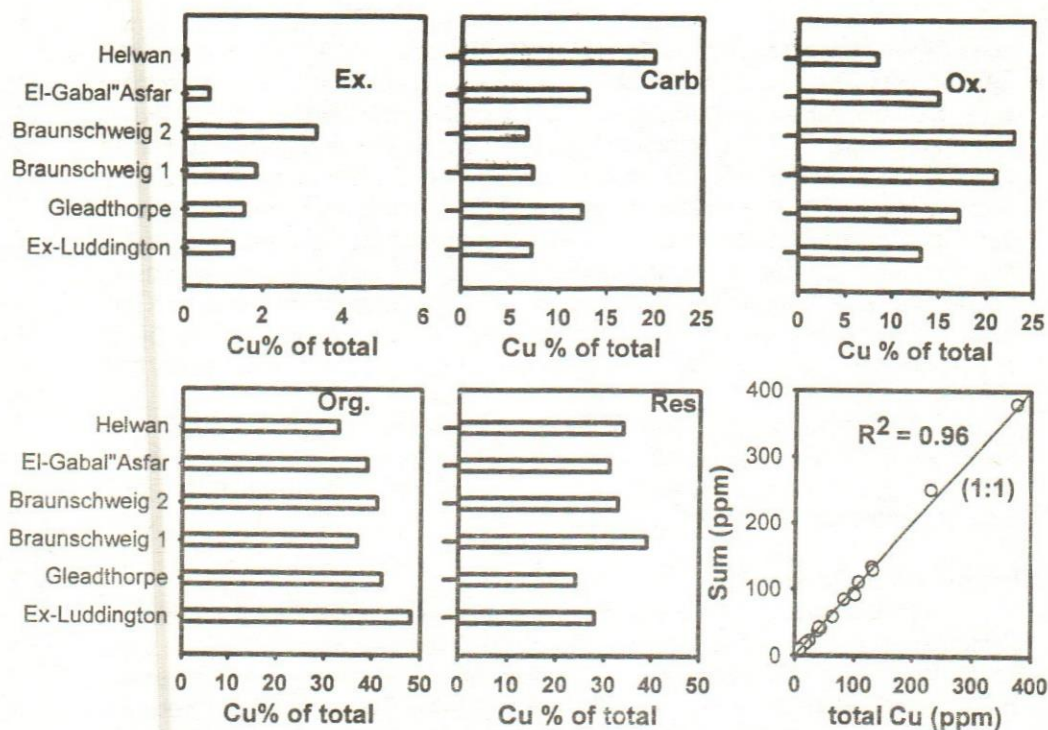 Helwan
El-Gabal"Asfar
Braunschweig 2
Braunschweig 1
Gleadthorpe
Ex-Luddington
Ex.
0 2 4 6
Cu% of total
Carb
0 5 10 15 20 25
Cu % of total
Ox.
0 5 10 15 20 25
Cu % of total
Helwan
El-Gabal"Asfar
Braunschweig 2
Braunschweig 1
Gleadthorpe
Ex-Luddington
Org.
0 10 20 30 40 50
Cu% of total
Res
0 10 20 30 40 50
Cu % of total
400
300
200
100
0
Sum (ppm)
R² = 0.96
(1:1)
0 100 200 300 400
total Cu (ppm)